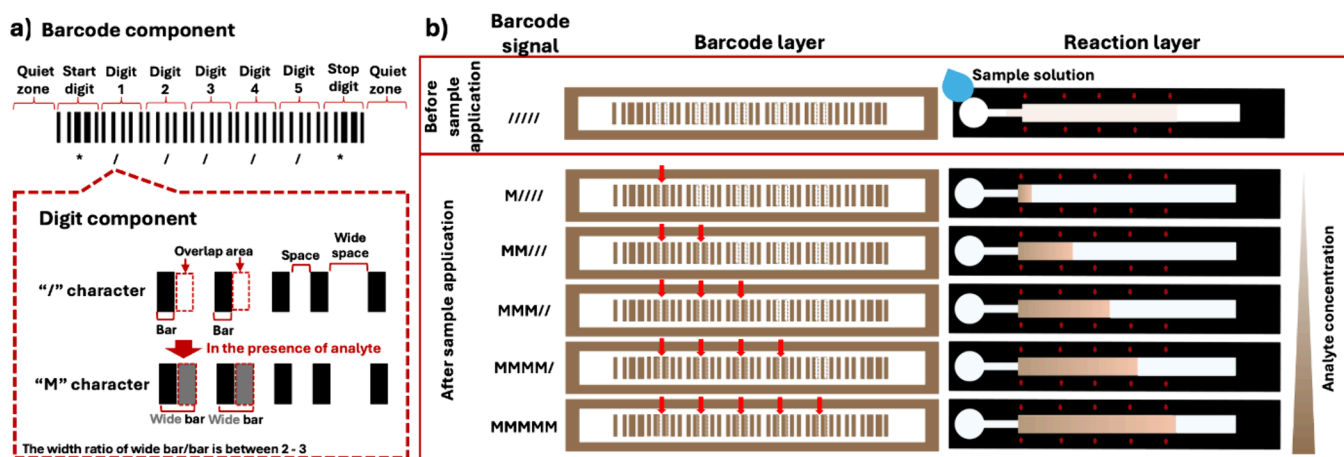 a) Barcode component
Quiet zone
Start digit
Digit 1
Digit 2
Digit 3
Digit 4
Digit 5
Stop digit
Quiet zone
* / / / / / *
Digit component
Overlap area
Space
Wide space
"/" character
Bar
Bar
In the presence of analyte
"M" character
Wide bar
Wide bar
The width ratio of wide bar/bar is between 2 - 3
b)
Barcode signal
Barcode layer
Reaction layer
Before sample application
/////
Sample solution
After sample application
M////
MM///
MMM//
MMMM/
MMMMM
Analyte concentration